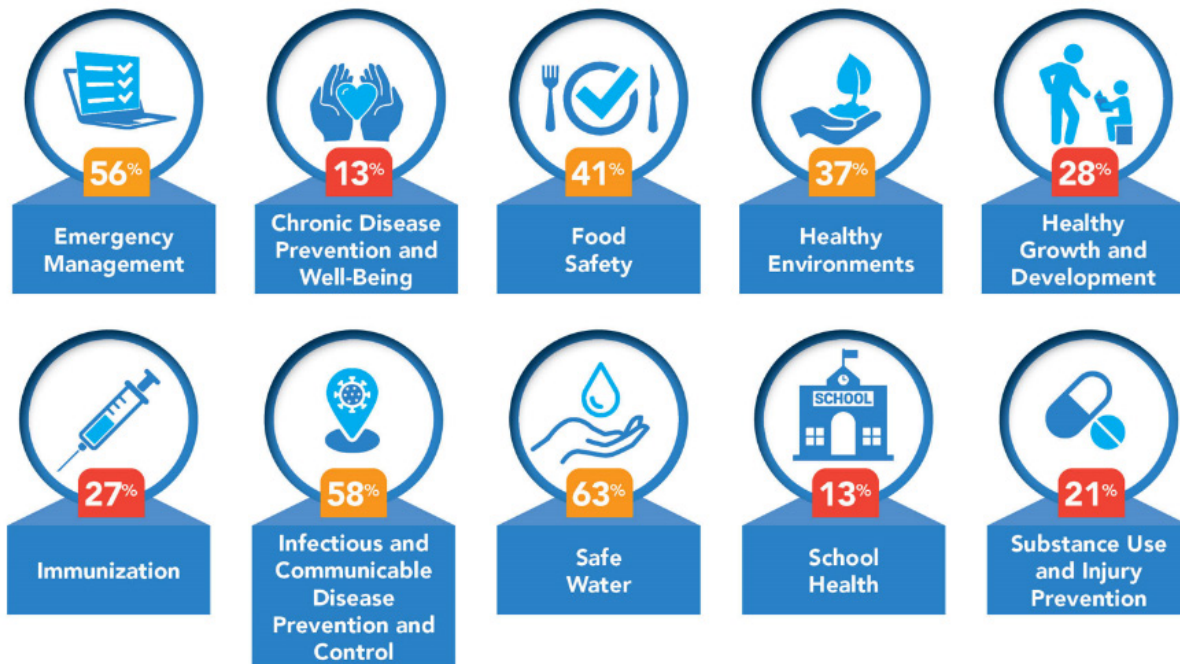 56%
Emergency
Management
13%
Chronic Disease
Prevention and
Well-Being
41%
Food
Safety
37%
Healthy
Environments
28%
Healthy
Growth and
Development
27%
Immunization
58%
Infectious and
Communicable
Disease
Prevention and
Control
63%
Safe
Water
SCHOOL
13%
School
Health
21%
Substance Use
and Injury
Prevention